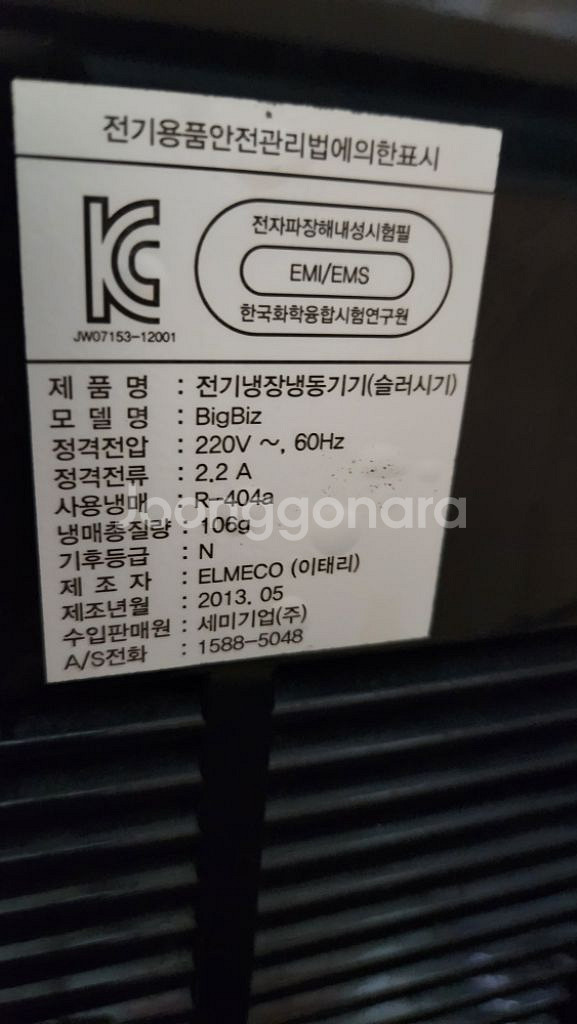 전기용품안전관리법에의한표시
KC
JW07153-12001
전자파장해내성시험필
EMI/EMS
한국화학융합시험연구원
제 품 명 : 전기냉장냉동기기(슬러시기)
모 델 명 : BigBiz
정격전압 : 220V ~, 60Hz
정격전류 : 2.2 A
사용냉매 : R-404a
냉매총질량 : 106g
기후등급 : N
제 조 자 : ELMECO (이태리)
제조년월 : 2013. 05
수입판매원 : 세미기업(주)
A/S전화 : 1588-5048
Joonggonara